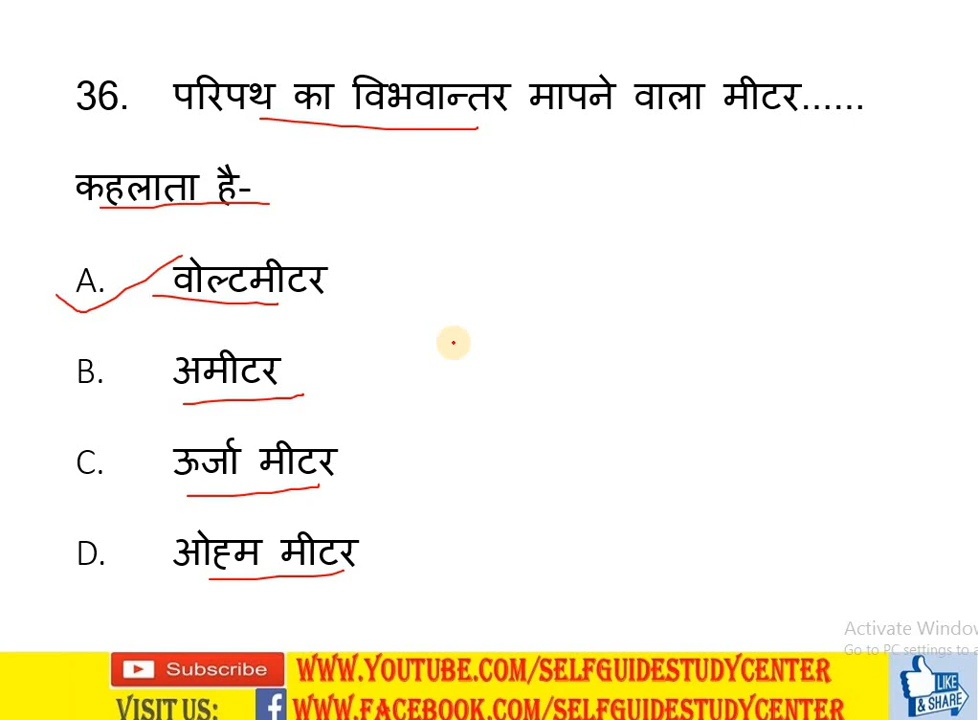 36. परिपथ का विभवान्तर मापने वाला मीटर......
कहलाता है-
A. वोल्टमीटर
B. अमीटर
C. ऊर्जा मीटर
D. ओह्म मीटर
Activate Window
Go to PC settings to a
Subscribe WWW.YOUTUBE.COM/SELFGUIDESTUDYCENTER
VISIT US: f WWW.FACEBOOK.COM/SELFGUIDESTUDYCENTER
LIKE
& SHARE